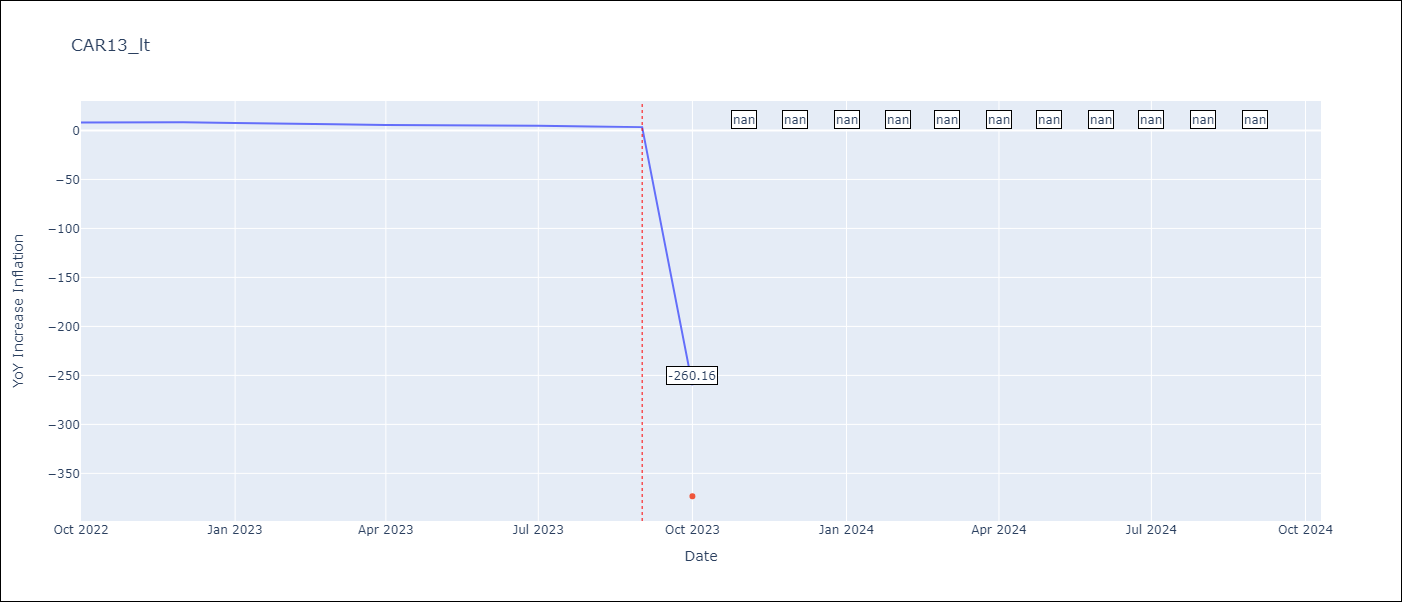 CAR13_lt
nan nan nan nan nan nan nan nan nan nan nan
0
−50
−100
−150
−200
−250
−300
−350
-260.16
YoY Increase Inflation
Oct 2022 Jan 2023 Apr 2023 Jul 2023 Oct 2023 Jan 2024 Apr 2024 Jul 2024 Oct 2024
Date